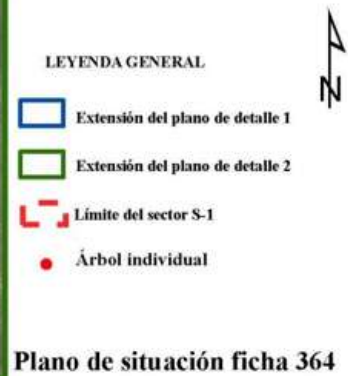 LEYENDA GENERAL
N
Extensión del plano de detalle 1
Extensión del plano de detalle 2
Límite del sector S-1
Árbol individual
Plano de situación ficha 364